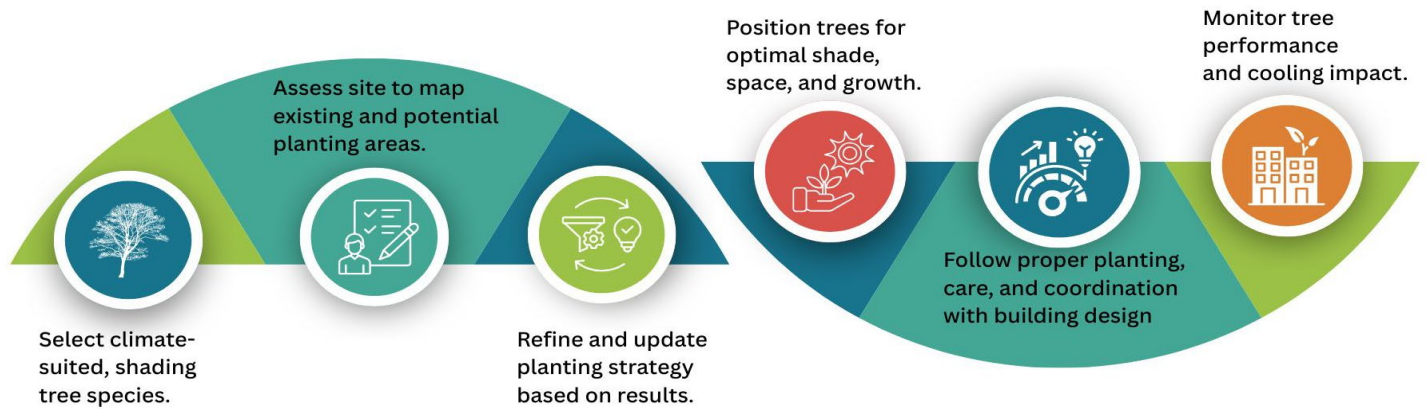 Select climate-
suited, shading
tree species.
Assess site to map
existing and potential
planting areas.
Refine and update
planting strategy
based on results.
Position trees for
optimal shade,
space, and growth.
Follow proper planting,
care, and coordination
with building design
Monitor tree
performance
and cooling impact.